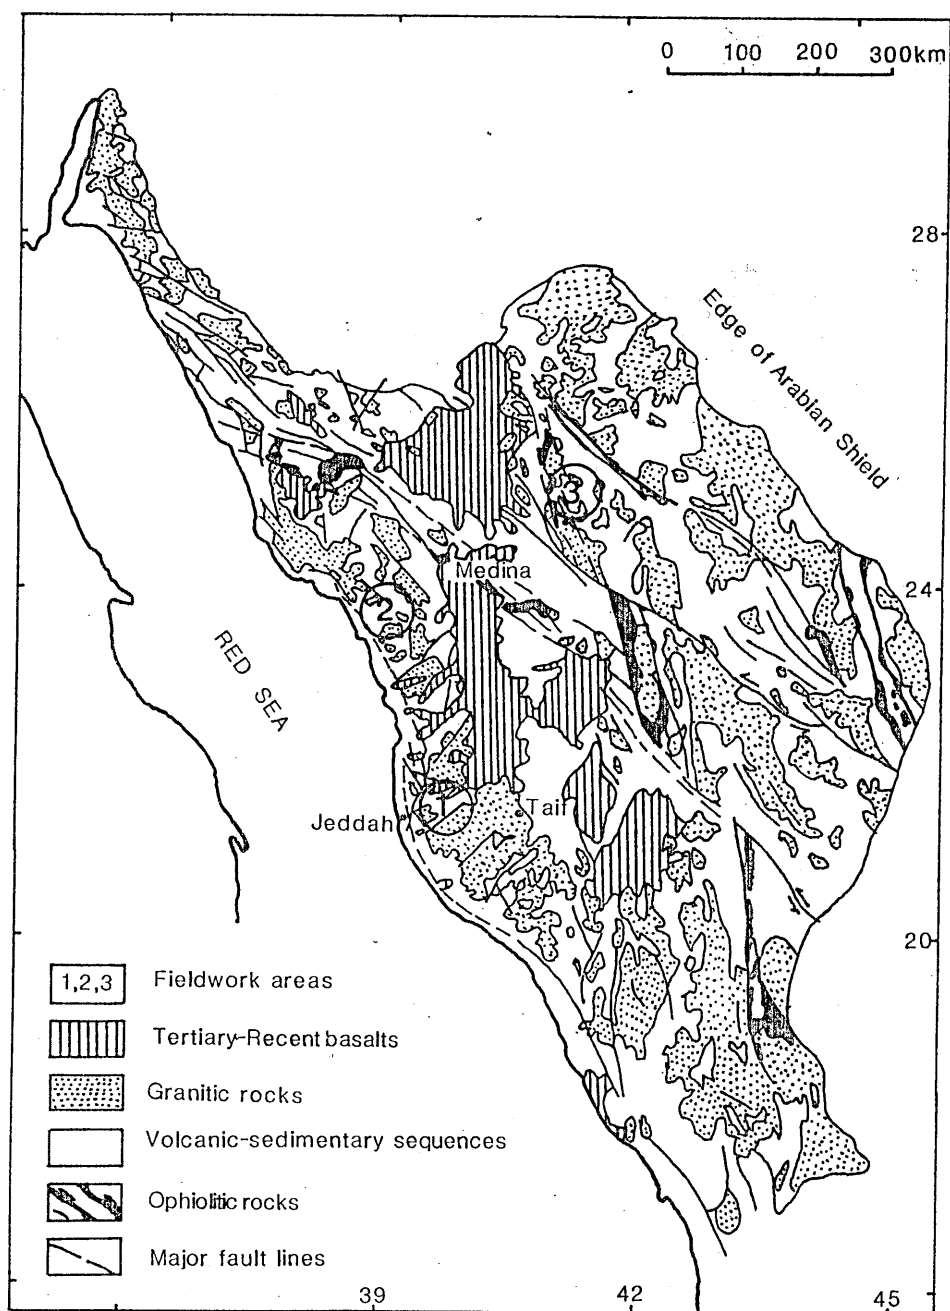 0 100 200 300km
28
Edge of Arabian Shield
3
Medina
24
2
RED SEA
1
Jeddah
Taif
20
1,2,3 Fieldwork areas
Tertiary-Recent basalts
Granitic rocks
Volcanic-sedimentary sequences
Ophiolitic rocks
Major fault lines
39 42 45